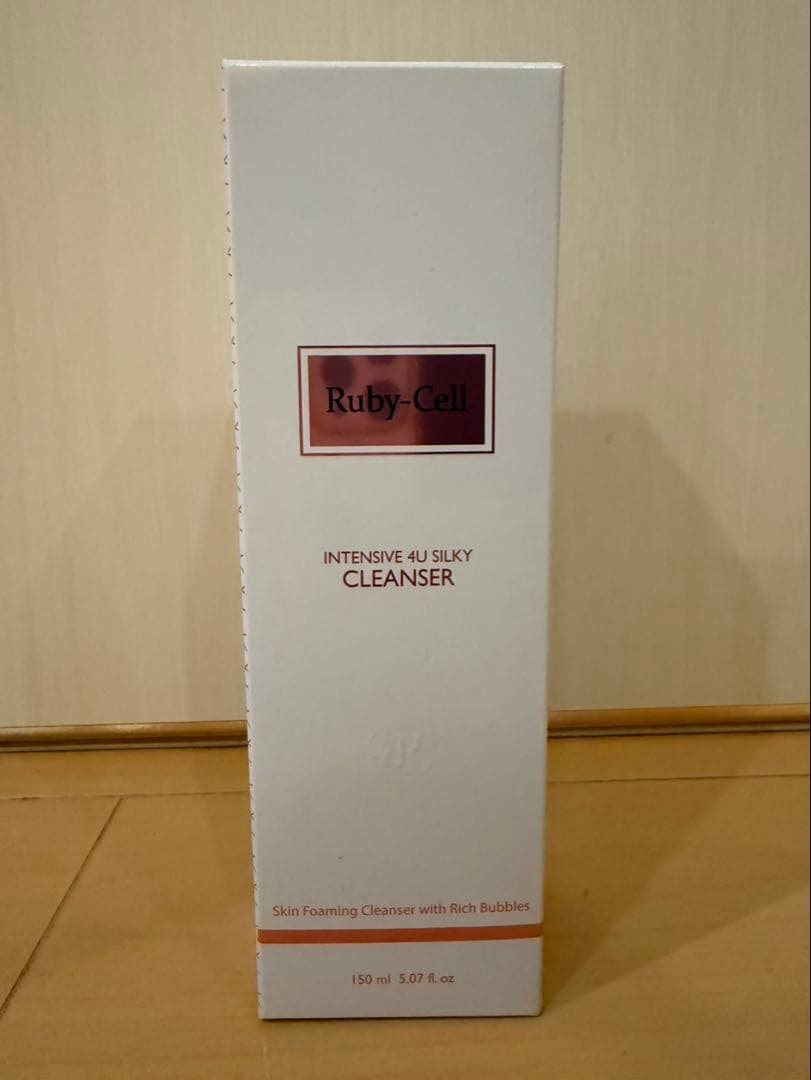 Ruby-Cell
INTENSIVE 4U SILKY
CLEANSER
Skin Foaming Cleanser with Rich Bubbles
150 ml 5.07 fl. oz